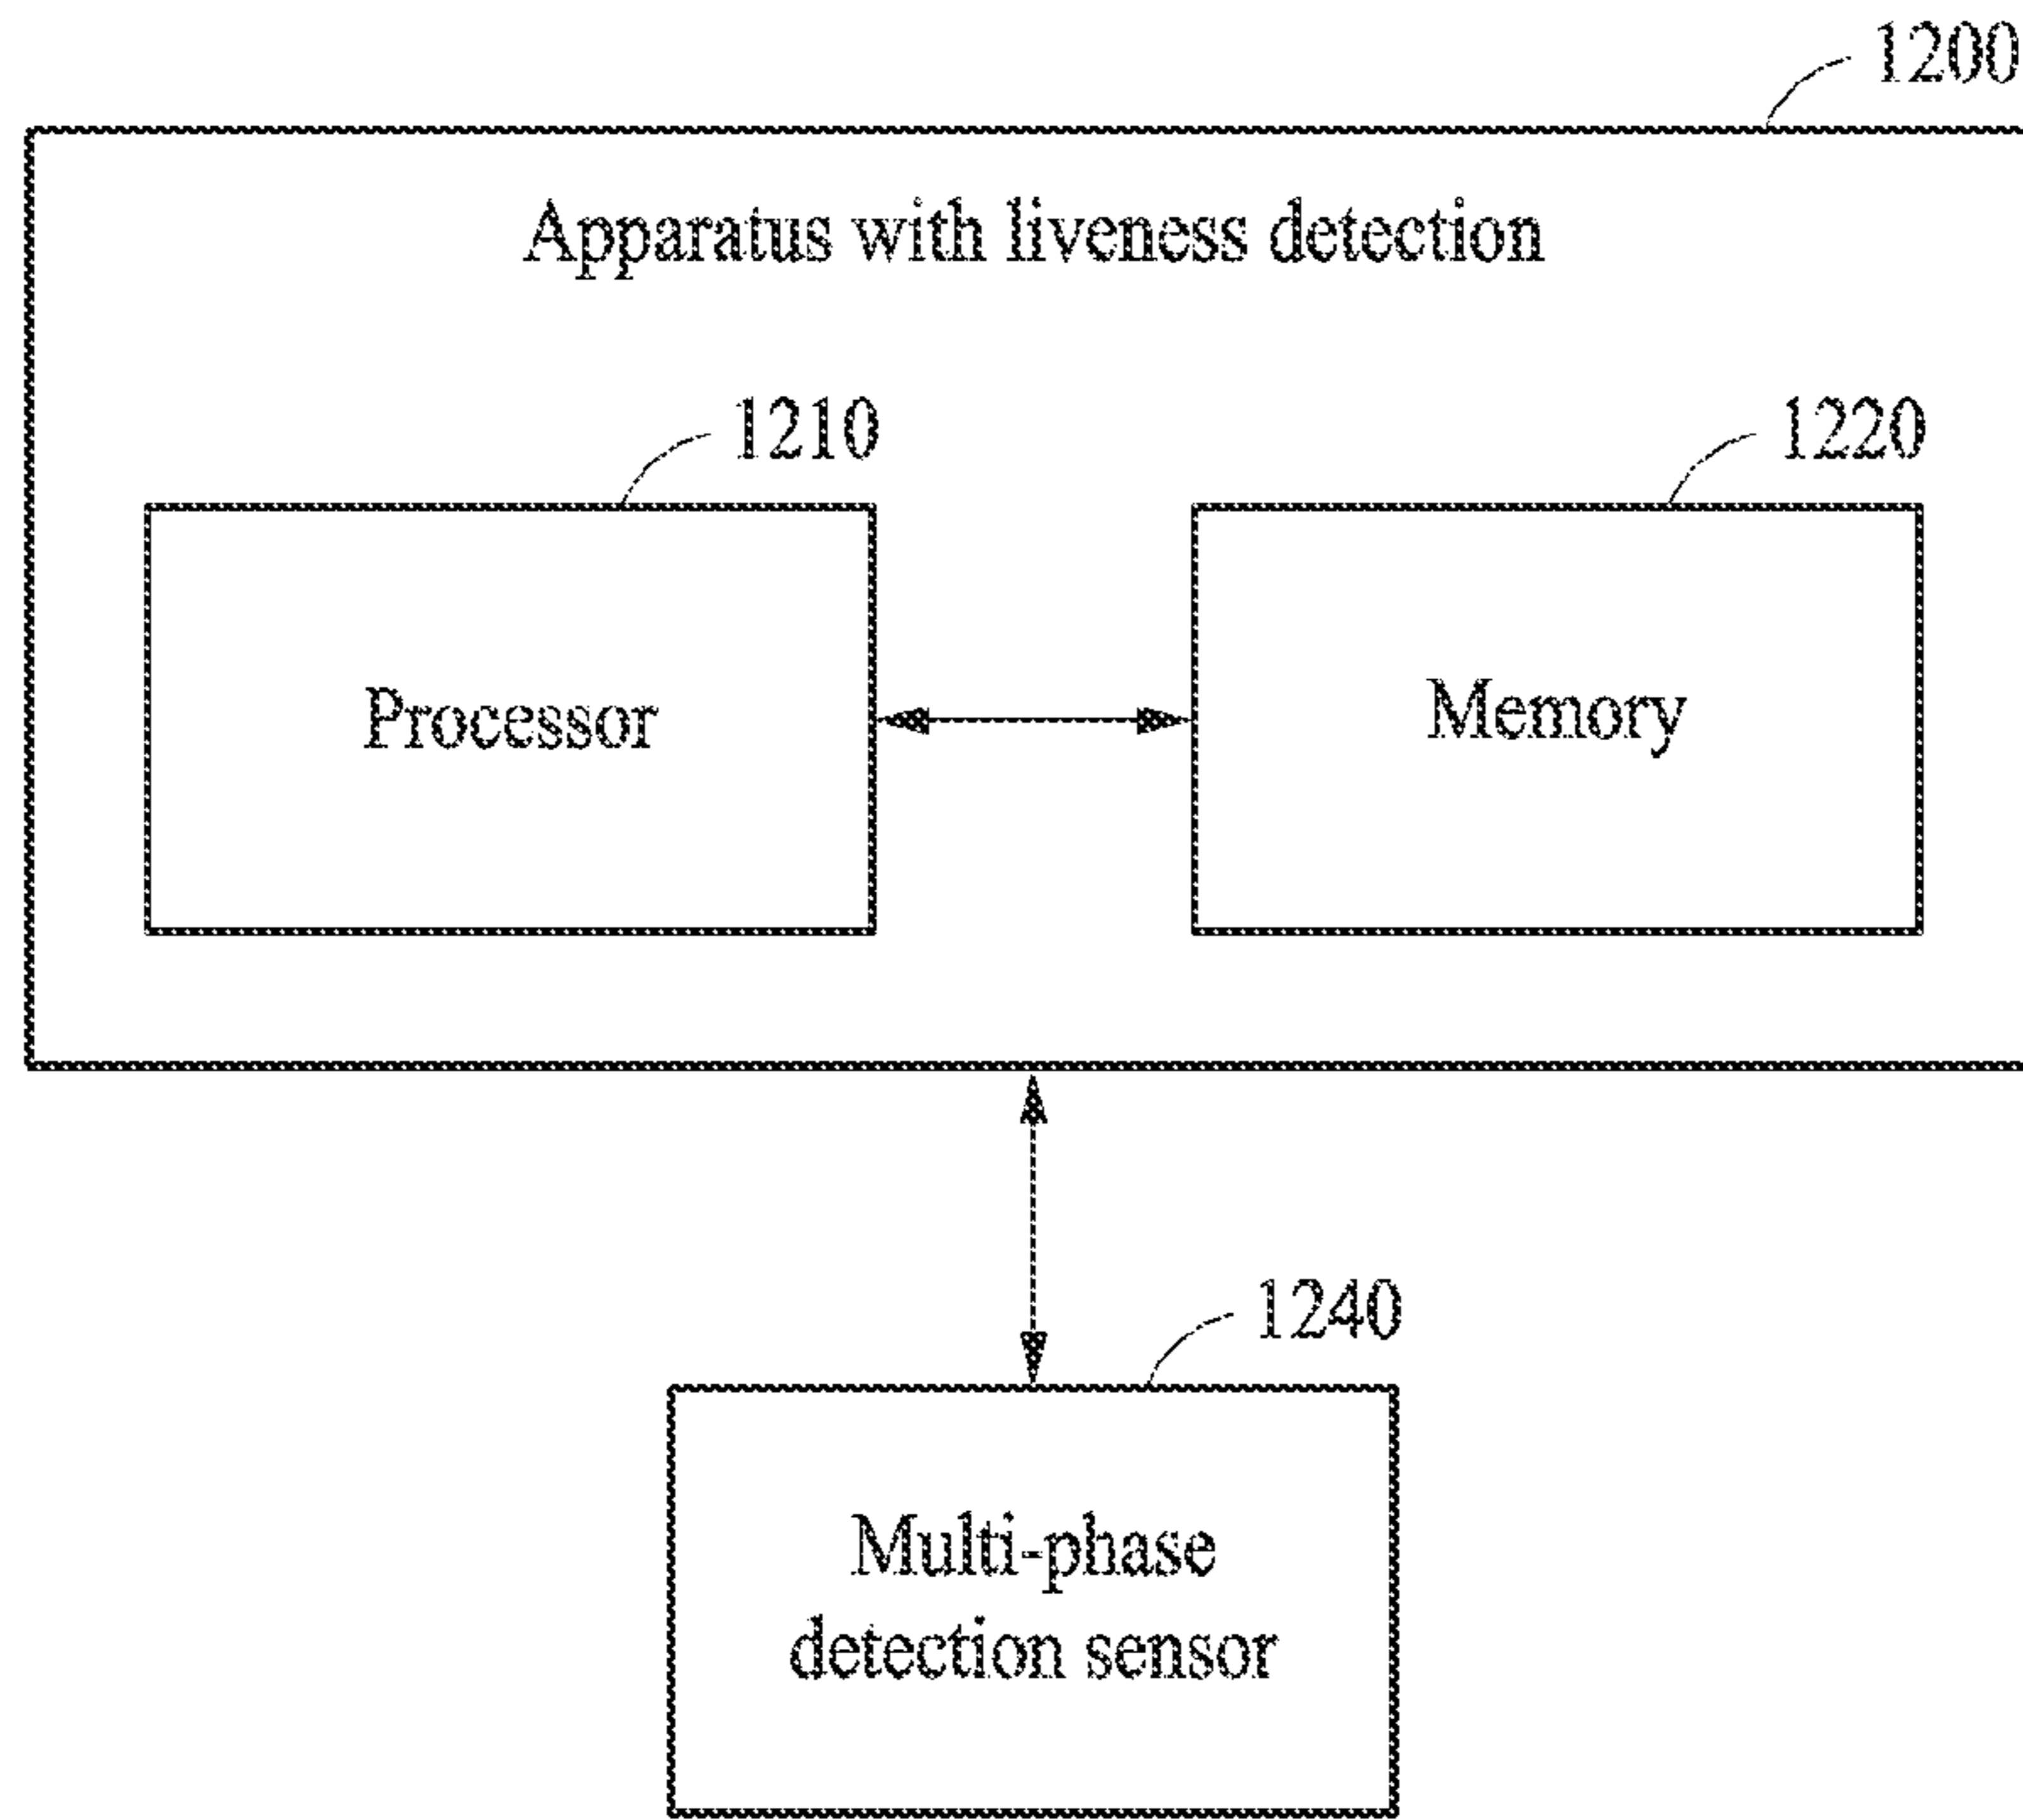 1200
Apparatus with liveness detection
1210
1220
Processor
Memory
1240
Multi-phase
detection sensor